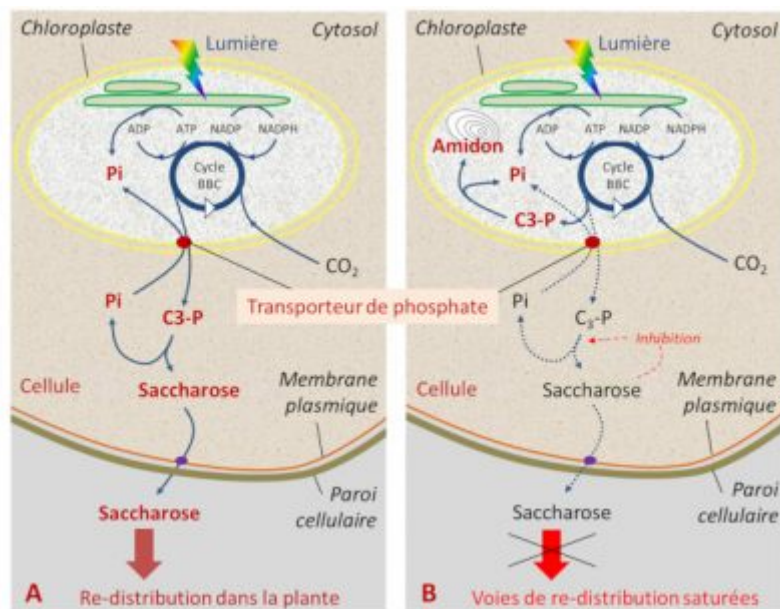 Chloroplaste
Cytosol
Lumière
ADP ATP NADP NADPH
Pi
Cycle
BBC
CO2
Pi
C3-P
Saccharose
Cellule
Membrane
plasmique
Paroi
cellulaire
Saccharose
A
Re-distribution dans la plante
Transporteur de phosphate
Chloroplaste
Cytosol
Lumière
ADP ATP NADP NADPH
Amidon
Pi
Cycle
BBC
C3-P
CO2
Pi
C3-P
Inhibition
Saccharose
Cellule
Membrane
plasmique
Paroi
cellulaire
Saccharose
B
Voies de re-distribution saturées